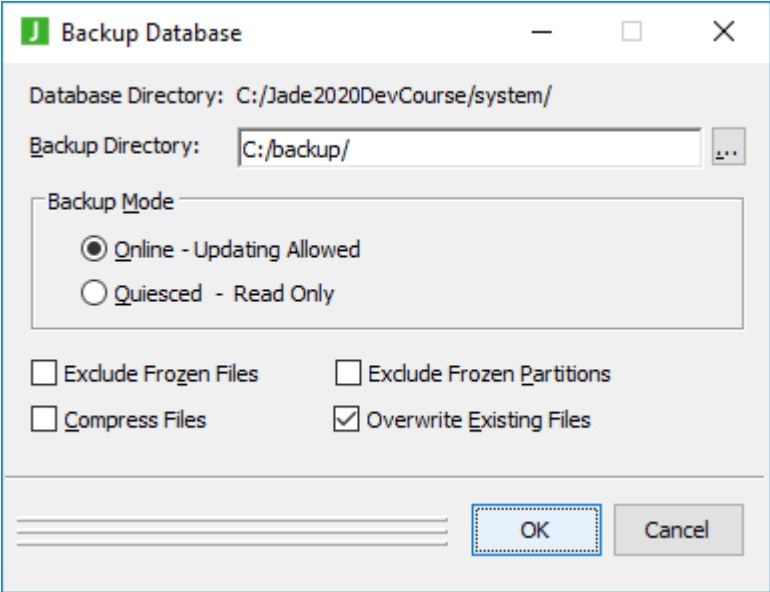 J Backup Database
Database Directory: C:/Jade2020DevCourse/system/
Backup Directory: C:/backup/ ...
Backup Mode
Online - Updating Allowed
Quiesced - Read Only
Exclude Frozen Files Exclude Frozen Partitions
Compress Files Overwrite Existing Files
OK Cancel